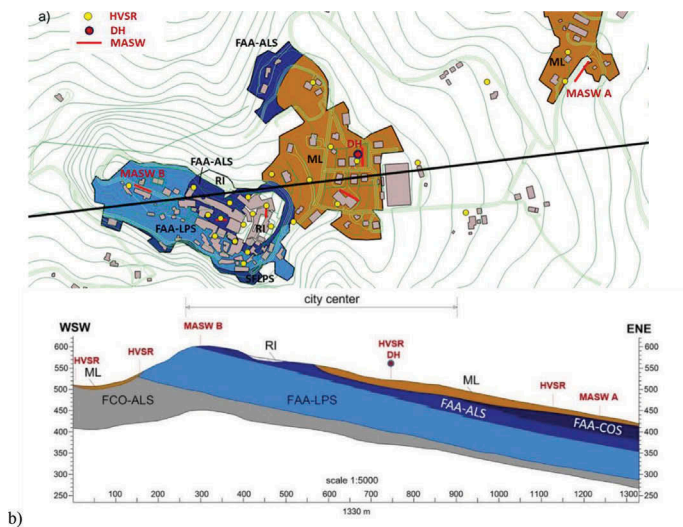 a)
HVSR
DH
MASW
FAA-ALS
ML
MASW A
DH
ML
FAA-ALS
MASW B
RI
FAA-LPS
RI
SFLPS
city center
WSW
MASW B
HVSR
DH
ENE
HVSR
HVSR
RI
ML
ML
HVSR
MASW A
FCO-ALS
FAA-LPS
FAA-ALS
FAA-COS
600
550
500
450
400
350
300
250
600
550
500
450
400
350
300
250
scale 1:5000
100 200 300 400 500 600 700 800 900 1000 1100 1200 1300
1330 m
b)